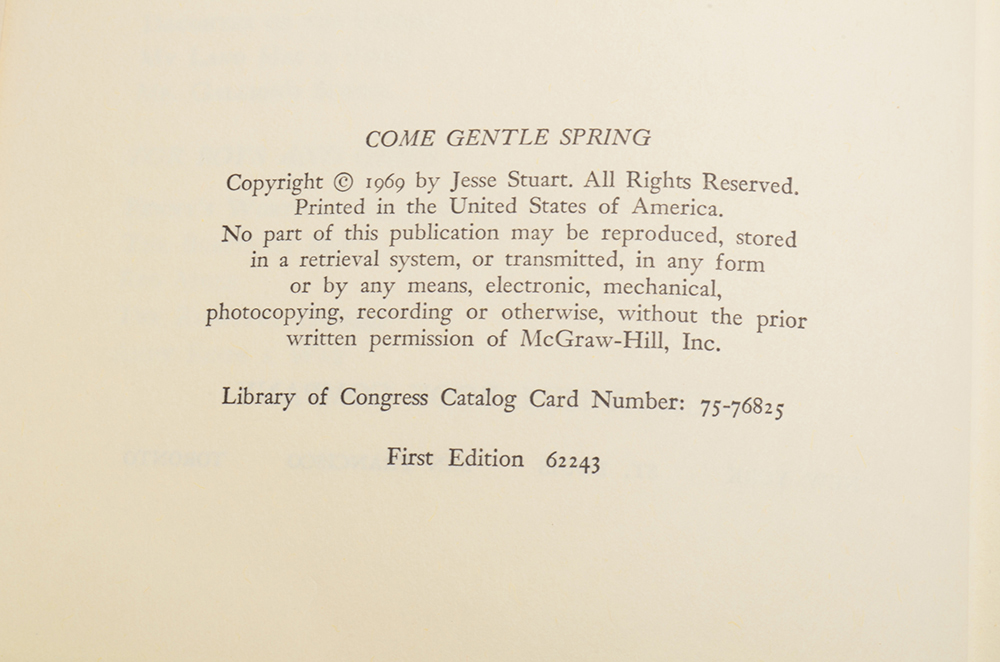 COME GENTLE SPRING
Copyright © 1969 by Jesse Stuart. All Rights Reserved.
Printed in the United States of America.
No part of this publication may be reproduced, stored
in a retrieval system, or transmitted, in any form
or by any means, electronic, mechanical,
photocopying, recording or otherwise, without the prior
written permission of McGraw-Hill, Inc.
Library of Congress Catalog Card Number: 75-76825
First Edition 62243